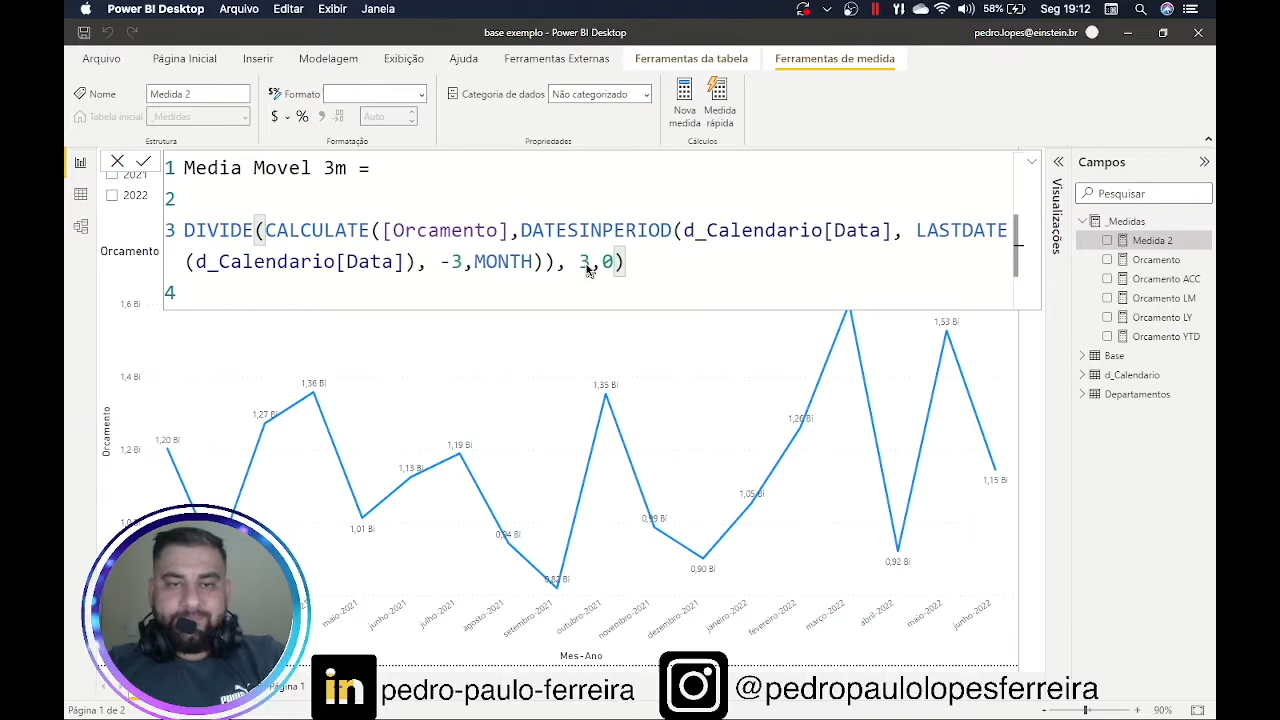 Power BI Desktop Arquivo Editar Exibir Janela 58% Seg 19:12
base exemplo - Power BI Desktop pedro.lopes@einstein.br
Arquivo Página Inicial Inserir Modelagem Exibição Ajuda Ferramentas Externas Ferramentas da tabela Ferramentas de medida
Nome Medida 2 Formato Categoria de dados Não categorizado
Tabela inicial _Medidas $ % Auto
Nova medida
Medida rápida
Estrutura Formatação Propriedades Cálculos
2021
2022
1 Media Movel 3m =
2
3 DIVIDE(CALCULATE([Orcamento],DATESINPERIOD(d_Calendario[Data], LASTDATE
(d_Calendario[Data]), -3,MONTH)), 3,0)
4
Visualizações
Campos
Pesquisar
_Medidas
Medida 2
Orcamento
Orcamento ACC
Orcamento LM
Orcamento LY
Orcamento YTD
Base
d_Calendario
Departamentos
Orcamento
1,6 Bi
1,4 Bi
1,2 Bi
Orcamento
1,20 Bi
1,27 Bi
1,36 Bi
1,01 Bi
1,13 Bi
1,19 Bi
0,94 Bi
0,82 Bi
1,35 Bi
0,99 Bi
0,90 Bi
1,05 Bi
1,26 Bi
0,92 Bi
1,53 Bi
1,15 Bi
maio-2021
junho-2021
julho-2021
agosto-2021
setembro-2021
outubro-2021
novembro-2021
dezembro-2021
janeiro-2022
fevereiro-2022
março-2022
abril-2022
maio-2022
junho-2022
Mes-Ano
Página 1
in pedro-paulo-ferreira @pedropaulolopesferreira
Página 1 de 2 - + 90%